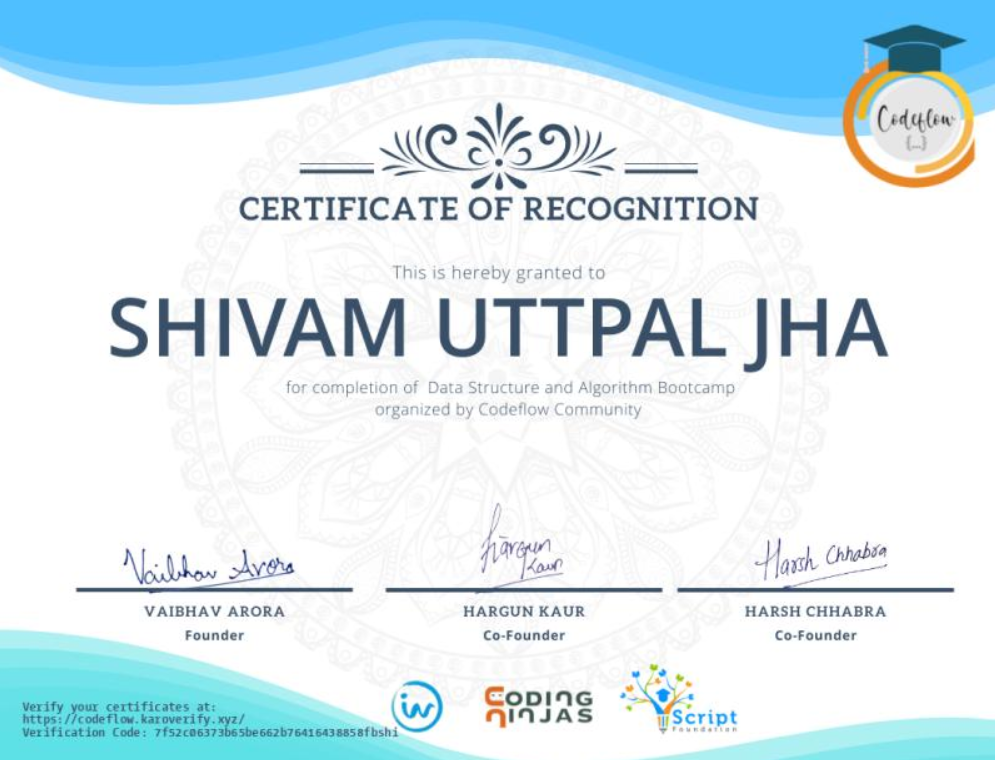 Codeflow
{...}
CERTIFICATE OF RECOGNITION
This is hereby granted to
SHIVAM UTTPAL JHA
for completion of Data Structure and Algorithm Bootcamp
organized by Codeflow Community
Vaibhav Arora
Hargun
Kaur
Harsh Chhabra
VAIBHAV ARORA
HARGUN KAUR
HARSH CHHABRA
Founder
Co-Founder
Co-Founder
Verify your certificates at:
https://codeflow.karoverify.xyz/
Verification Code: 7f52c06373b65be662b76416438858fbshi
iw
CODING
NINJAS
Script
Foundation